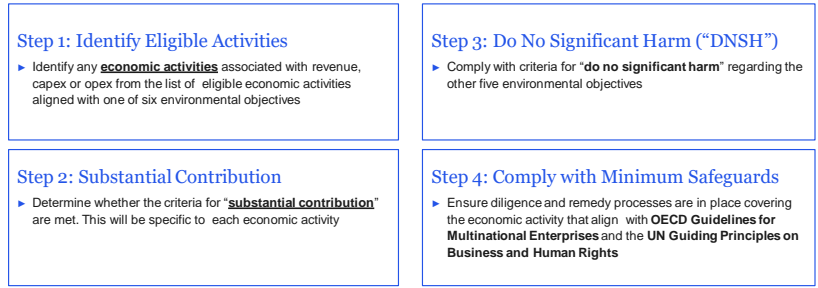 Step 1: Identify Eligible Activities
► Identify any economic activities associated with revenue,
capex or opex from the list of eligible economic activities
aligned with one of six environmental objectives
Step 2: Substantial Contribution
► Determine whether the criteria for “substantial contribution”
are met. This will be specific to each economic activity
Step 3: Do No Significant Harm (“DNSH”)
► Comply with criteria for “do no significant harm” regarding the
other five environmental objectives
Step 4: Comply with Minimum Safeguards
► Ensure diligence and remedy processes are in place covering
the economic activity that align with OECD Guidelines for
Multinational Enterprises and the UN Guiding Principles on
Business and Human Rights